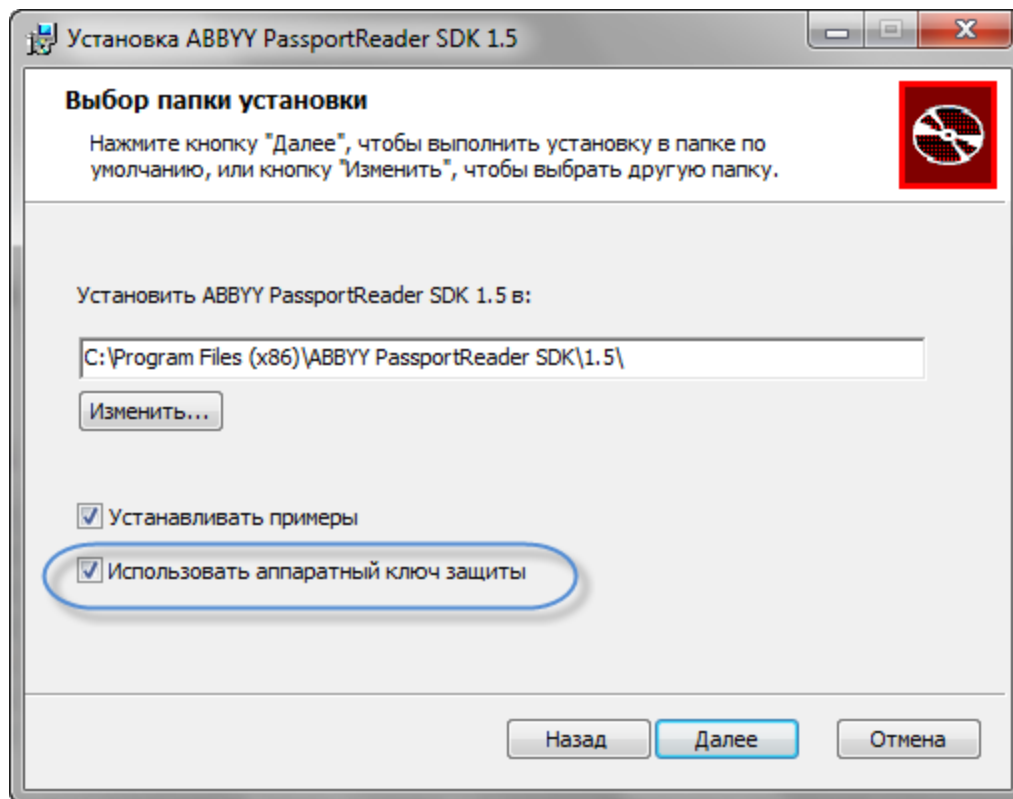 Установка ABBYY PassportReader SDK 1.5
Выбор папки установки
Нажмите кнопку "Далее", чтобы выполнить установку в папке по
умолчанию, или кнопку "Изменить", чтобы выбрать другую папку.
Установить ABBYY PassportReader SDK 1.5 в:
C:\Program Files (x86)\ABBYY PassportReader SDK\1.5\
Изменить...
Устанавливать примеры
Использовать аппаратный ключ защиты
Назад Далее Отмена